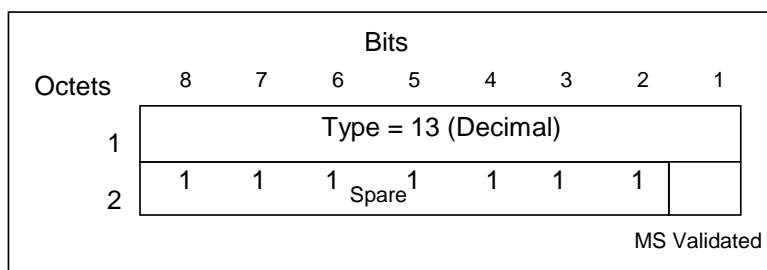 Bits
Octets 8 7 6 5 4 3 2 1
1 Type = 13 (Decimal)
2 1 1 1 1 1 1 1
Spare
MS Validated